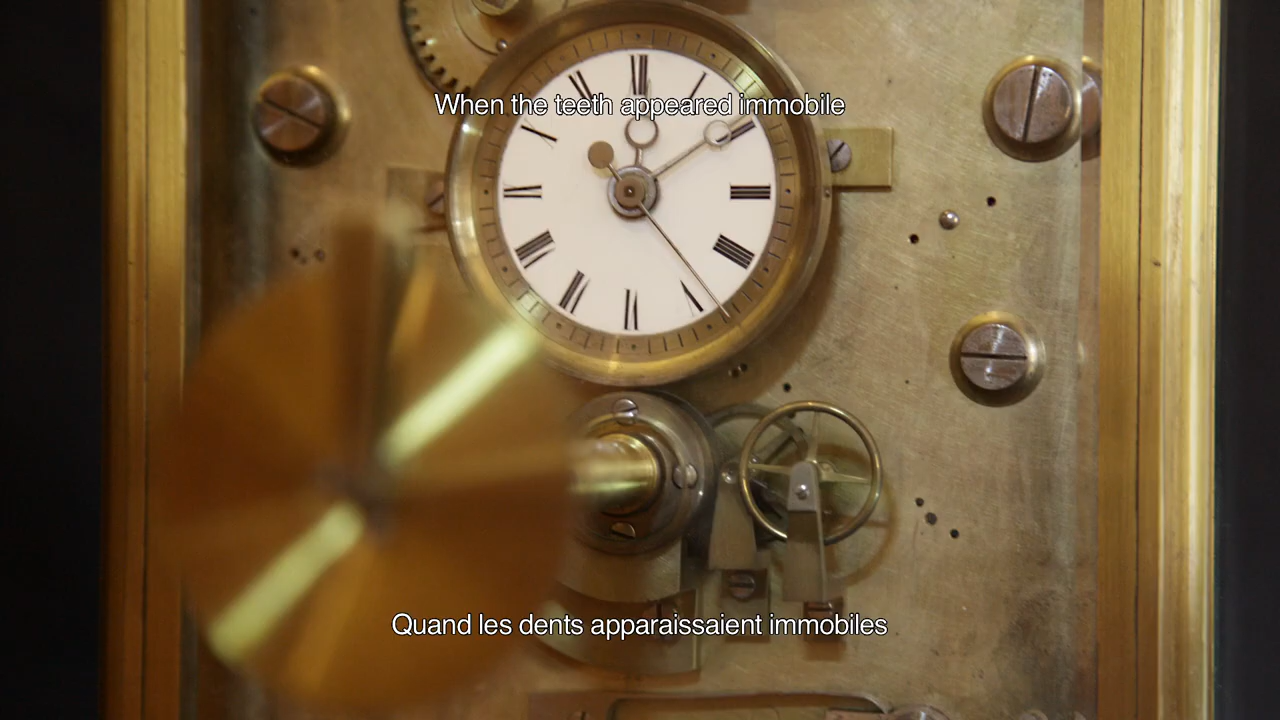 When the teeth appeared immobile
Quand les dents apparaissaient immobiles